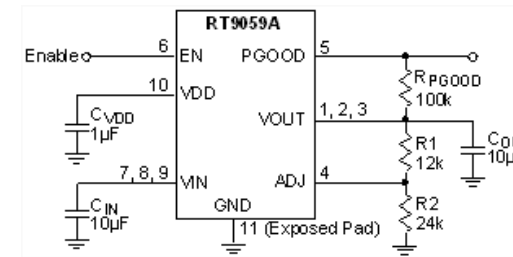 RT9059A
Enable
6
EN
PGOOD
5
RPGOOD
100k
10
VDD
CVDD
1µF
VOUT
1, 2, 3
R1
12k
10µ
7, 8, 9
VIN
ADJ
4
CIN
10µF
GND
R2
24k
11 (Exposed Pad)